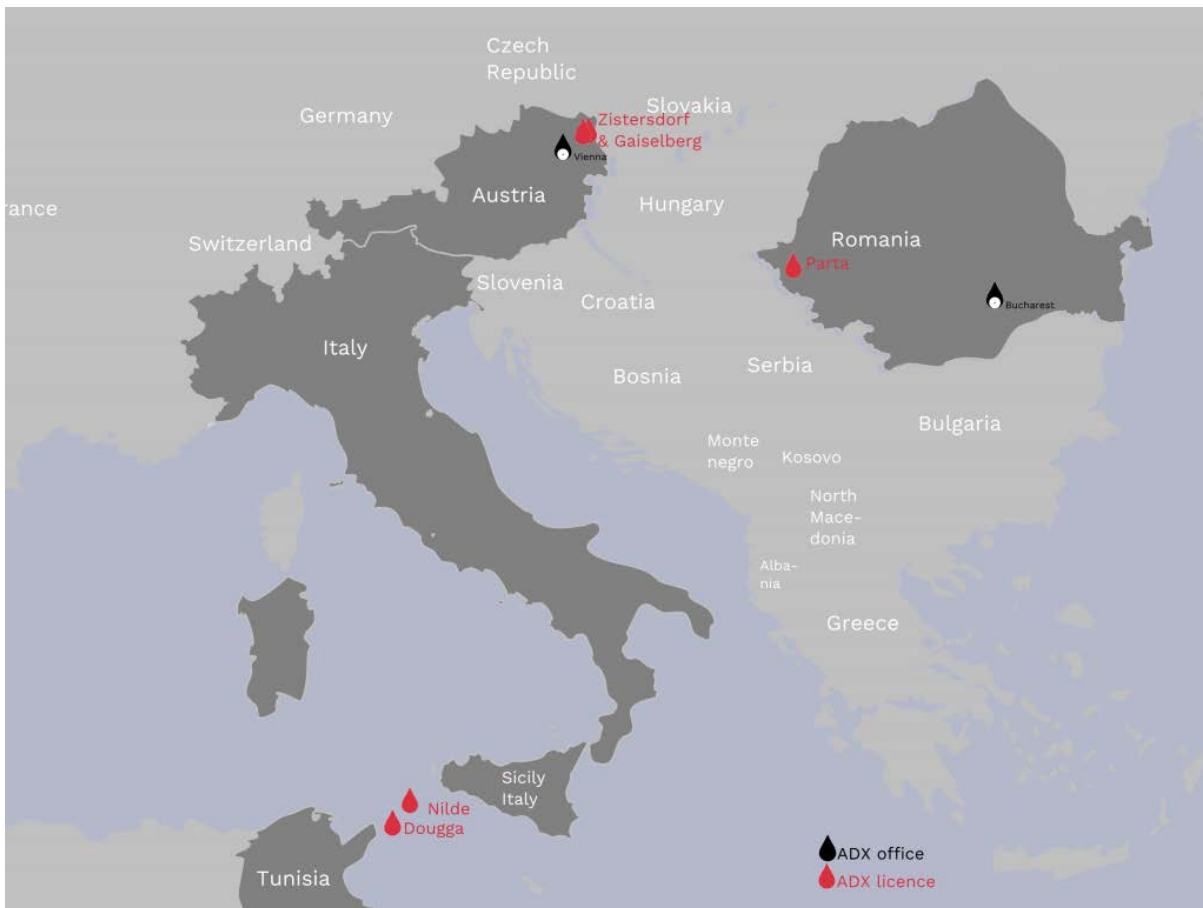 Czech
Republic
Germany
Slovakia
Zistersdorf
& Gaiselberg
Vienna
Austria
rance
Hungary
Switzerland
Romania
Parta
Slovenia
Croatia
Bucharest
Italy
Bosnia
Serbia
Bulgaria
Monte
negro
Kosovo
North
Mace-
donia
Alba-
nia
Greece
Sicily
Italy
Nilde
Dougga
Tunisia
ADX office
ADX licence